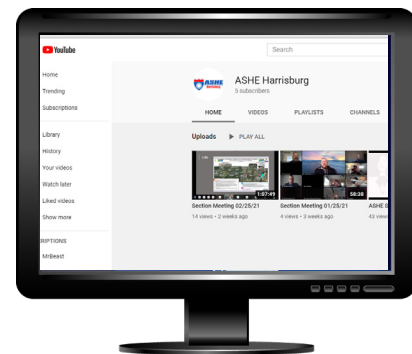 YouTube
Search
Home
Trending
Subscriptions
Library
History
Your videos
Watch later
Liked videos
Show more
RIPTIONS
MrBeast
ASHE
ASHE Harrisburg
5 subscribers
HOME VIDEOS PLAYLISTS CHANNELS
Uploads PLAY ALL
1:07:49
58:38
Section Meeting 02/25/21
14 views • 2 weeks ago
Section Meeting 01/25/21
4 views • 3 weeks ago
ASHE S
43 views